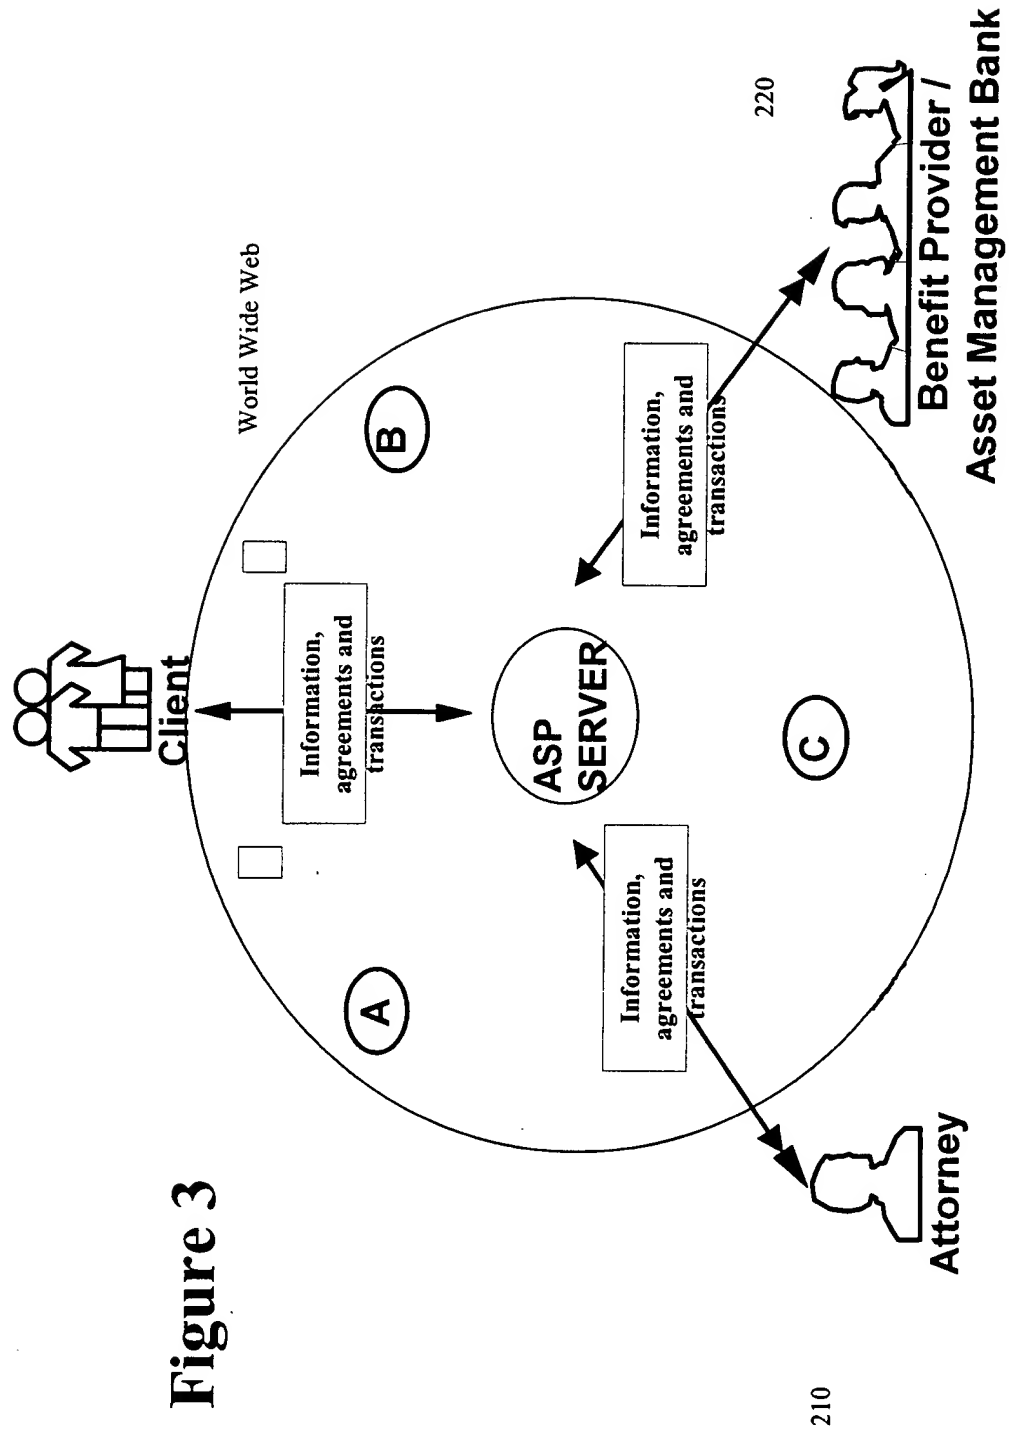 Figure 3
Client
World Wide Web
Information,
agreements and
transactions
A
B
ASP
SERVER
Information,
agreements and
transactions
Information,
agreements and
transactions
C
210
Attorney
220
Benefit Provider /
Asset Management Bank